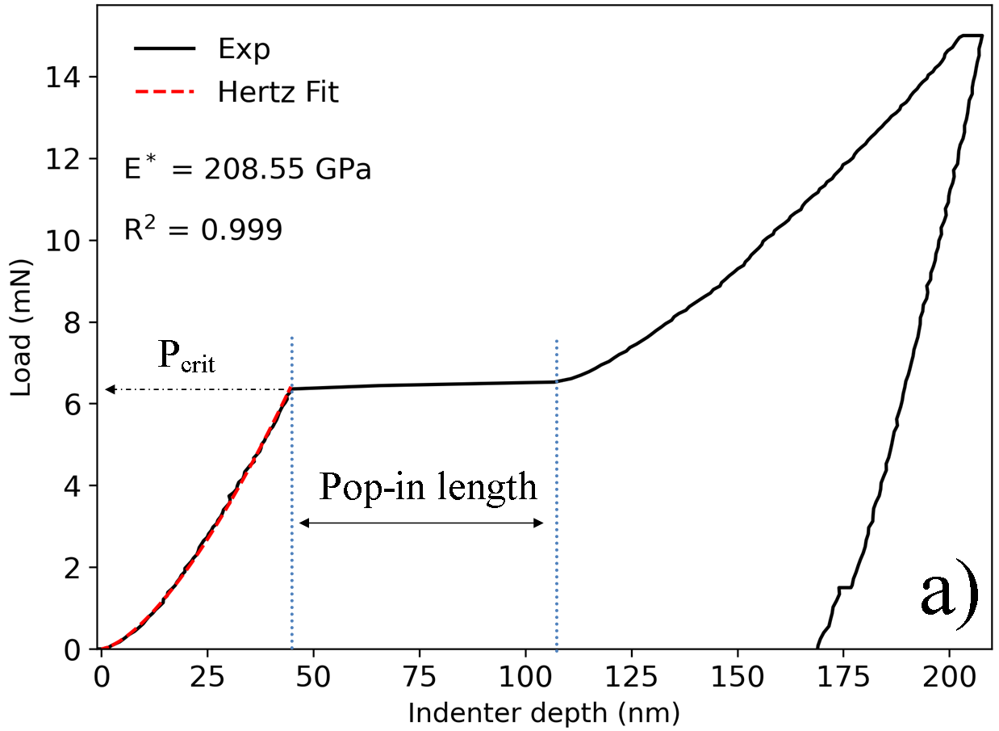 Exp
Hertz Fit
E* = 208.55 GPa
R² = 0.999
14
12
10
8
6
4
2
0
Load (mN)
P_crit
Pop-in length
a)
0 25 50 75 100 125 150 175 200
Indenter depth (nm)